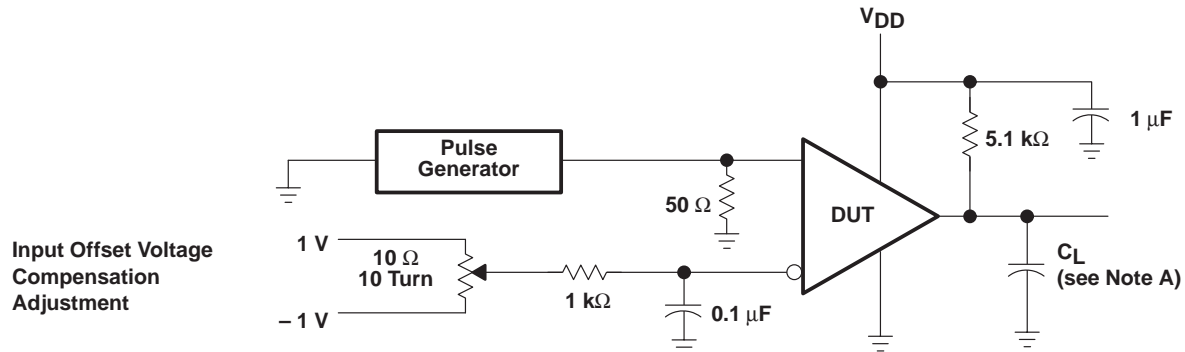 VDD
Pulse
Generator
1 μF
5.1 kΩ
50 Ω
DUT
Input Offset Voltage
Compensation
Adjustment
1 V
10 Ω
10 Turn
– 1 V
1 kΩ
0.1 μF
CL
(see Note A)